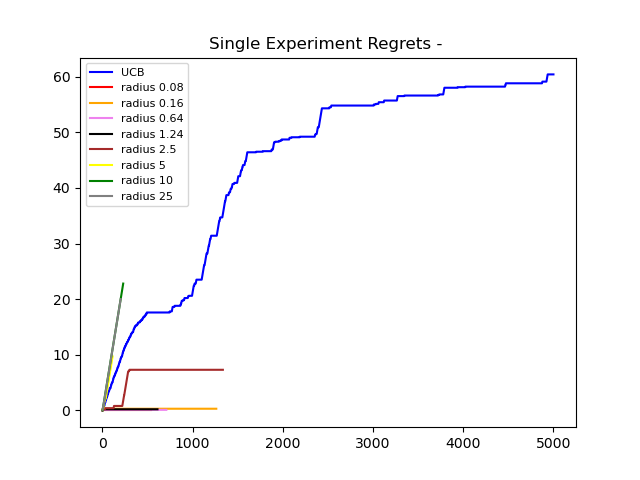 Single Experiment Regrets -
UCB
radius 0.08
radius 0.16
radius 0.64
radius 1.24
radius 2.5
radius 5
radius 10
radius 25
60
50
40
30
20
10
0
0 1000 2000 3000 4000 5000